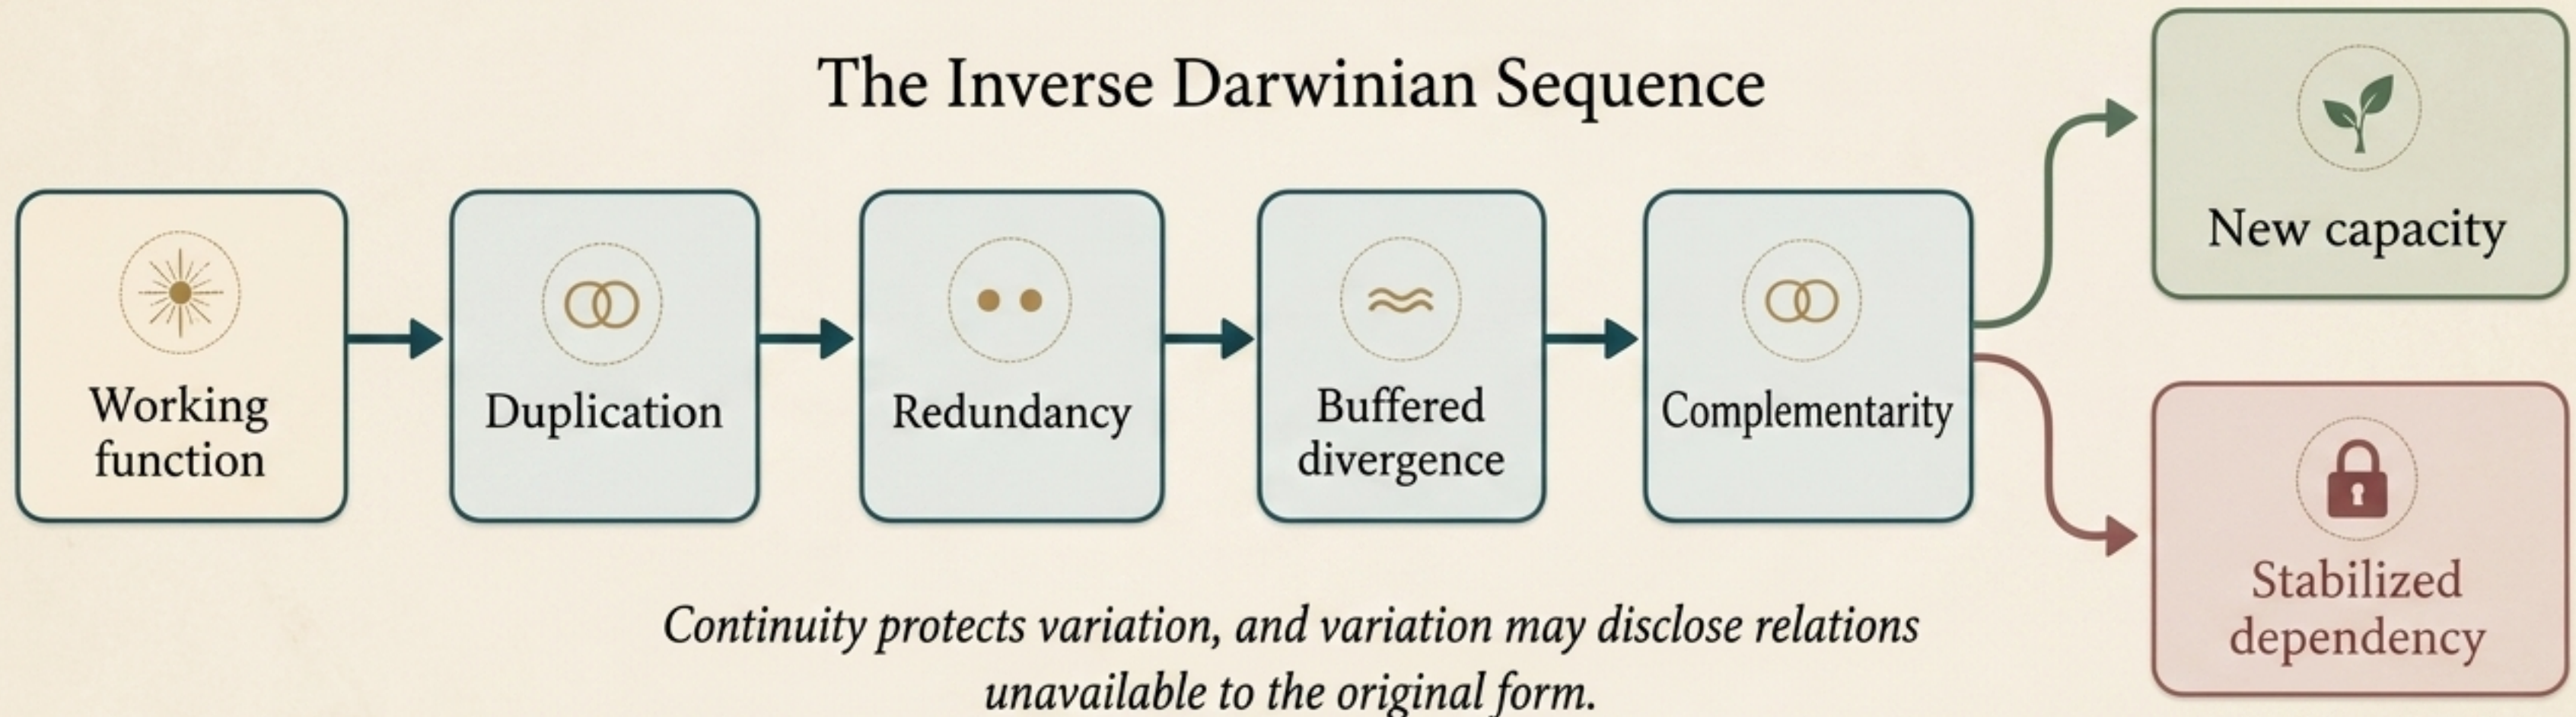 The Inverse Darwinian Sequence
Working
function
Duplication
Redundancy
Buffered
divergence
Complementarity
New capacity
Stabilized
dependency
Continuity protects variation, and variation may disclose relations
unavailable to the original form.